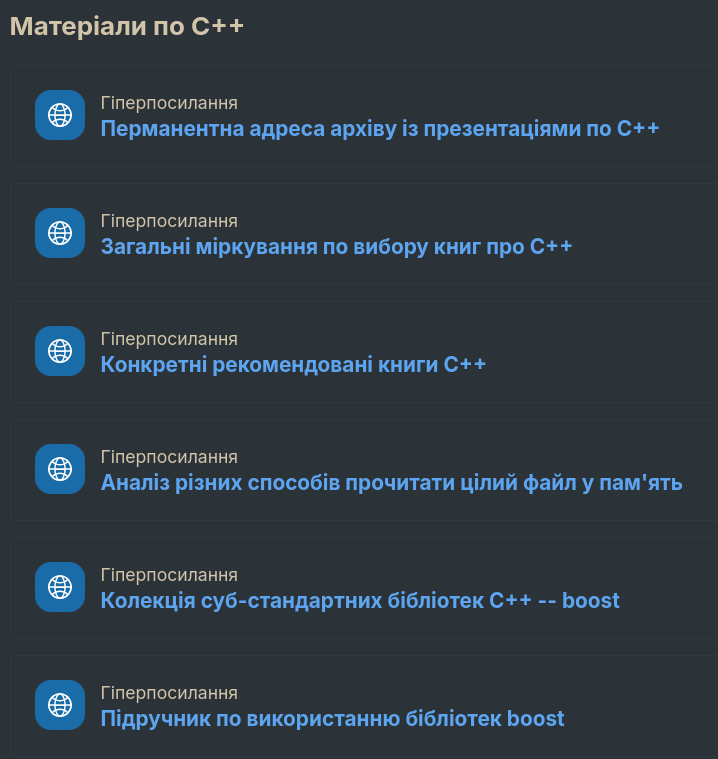 Матеріали по C++
Гіперпосилання
Перманентна адреса архіву із презентаціями по C++
Гіперпосилання
Загальні міркування по вибору книг про C++
Гіперпосилання
Конкретні рекомендовані книги C++
Гіперпосилання
Аналіз різних способів прочитати цілий файл у пам'ять
Гіперпосилання
Колекція суб-стандартних бібліотек C++ -- boost
Гіперпосилання
Підручник по використанню бібліотек boost